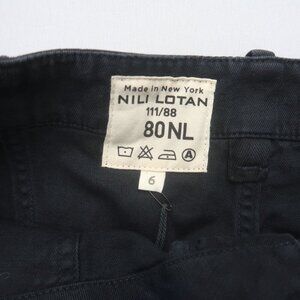 Made in New York
NILI LOTAN
111/88
80NL
A
6